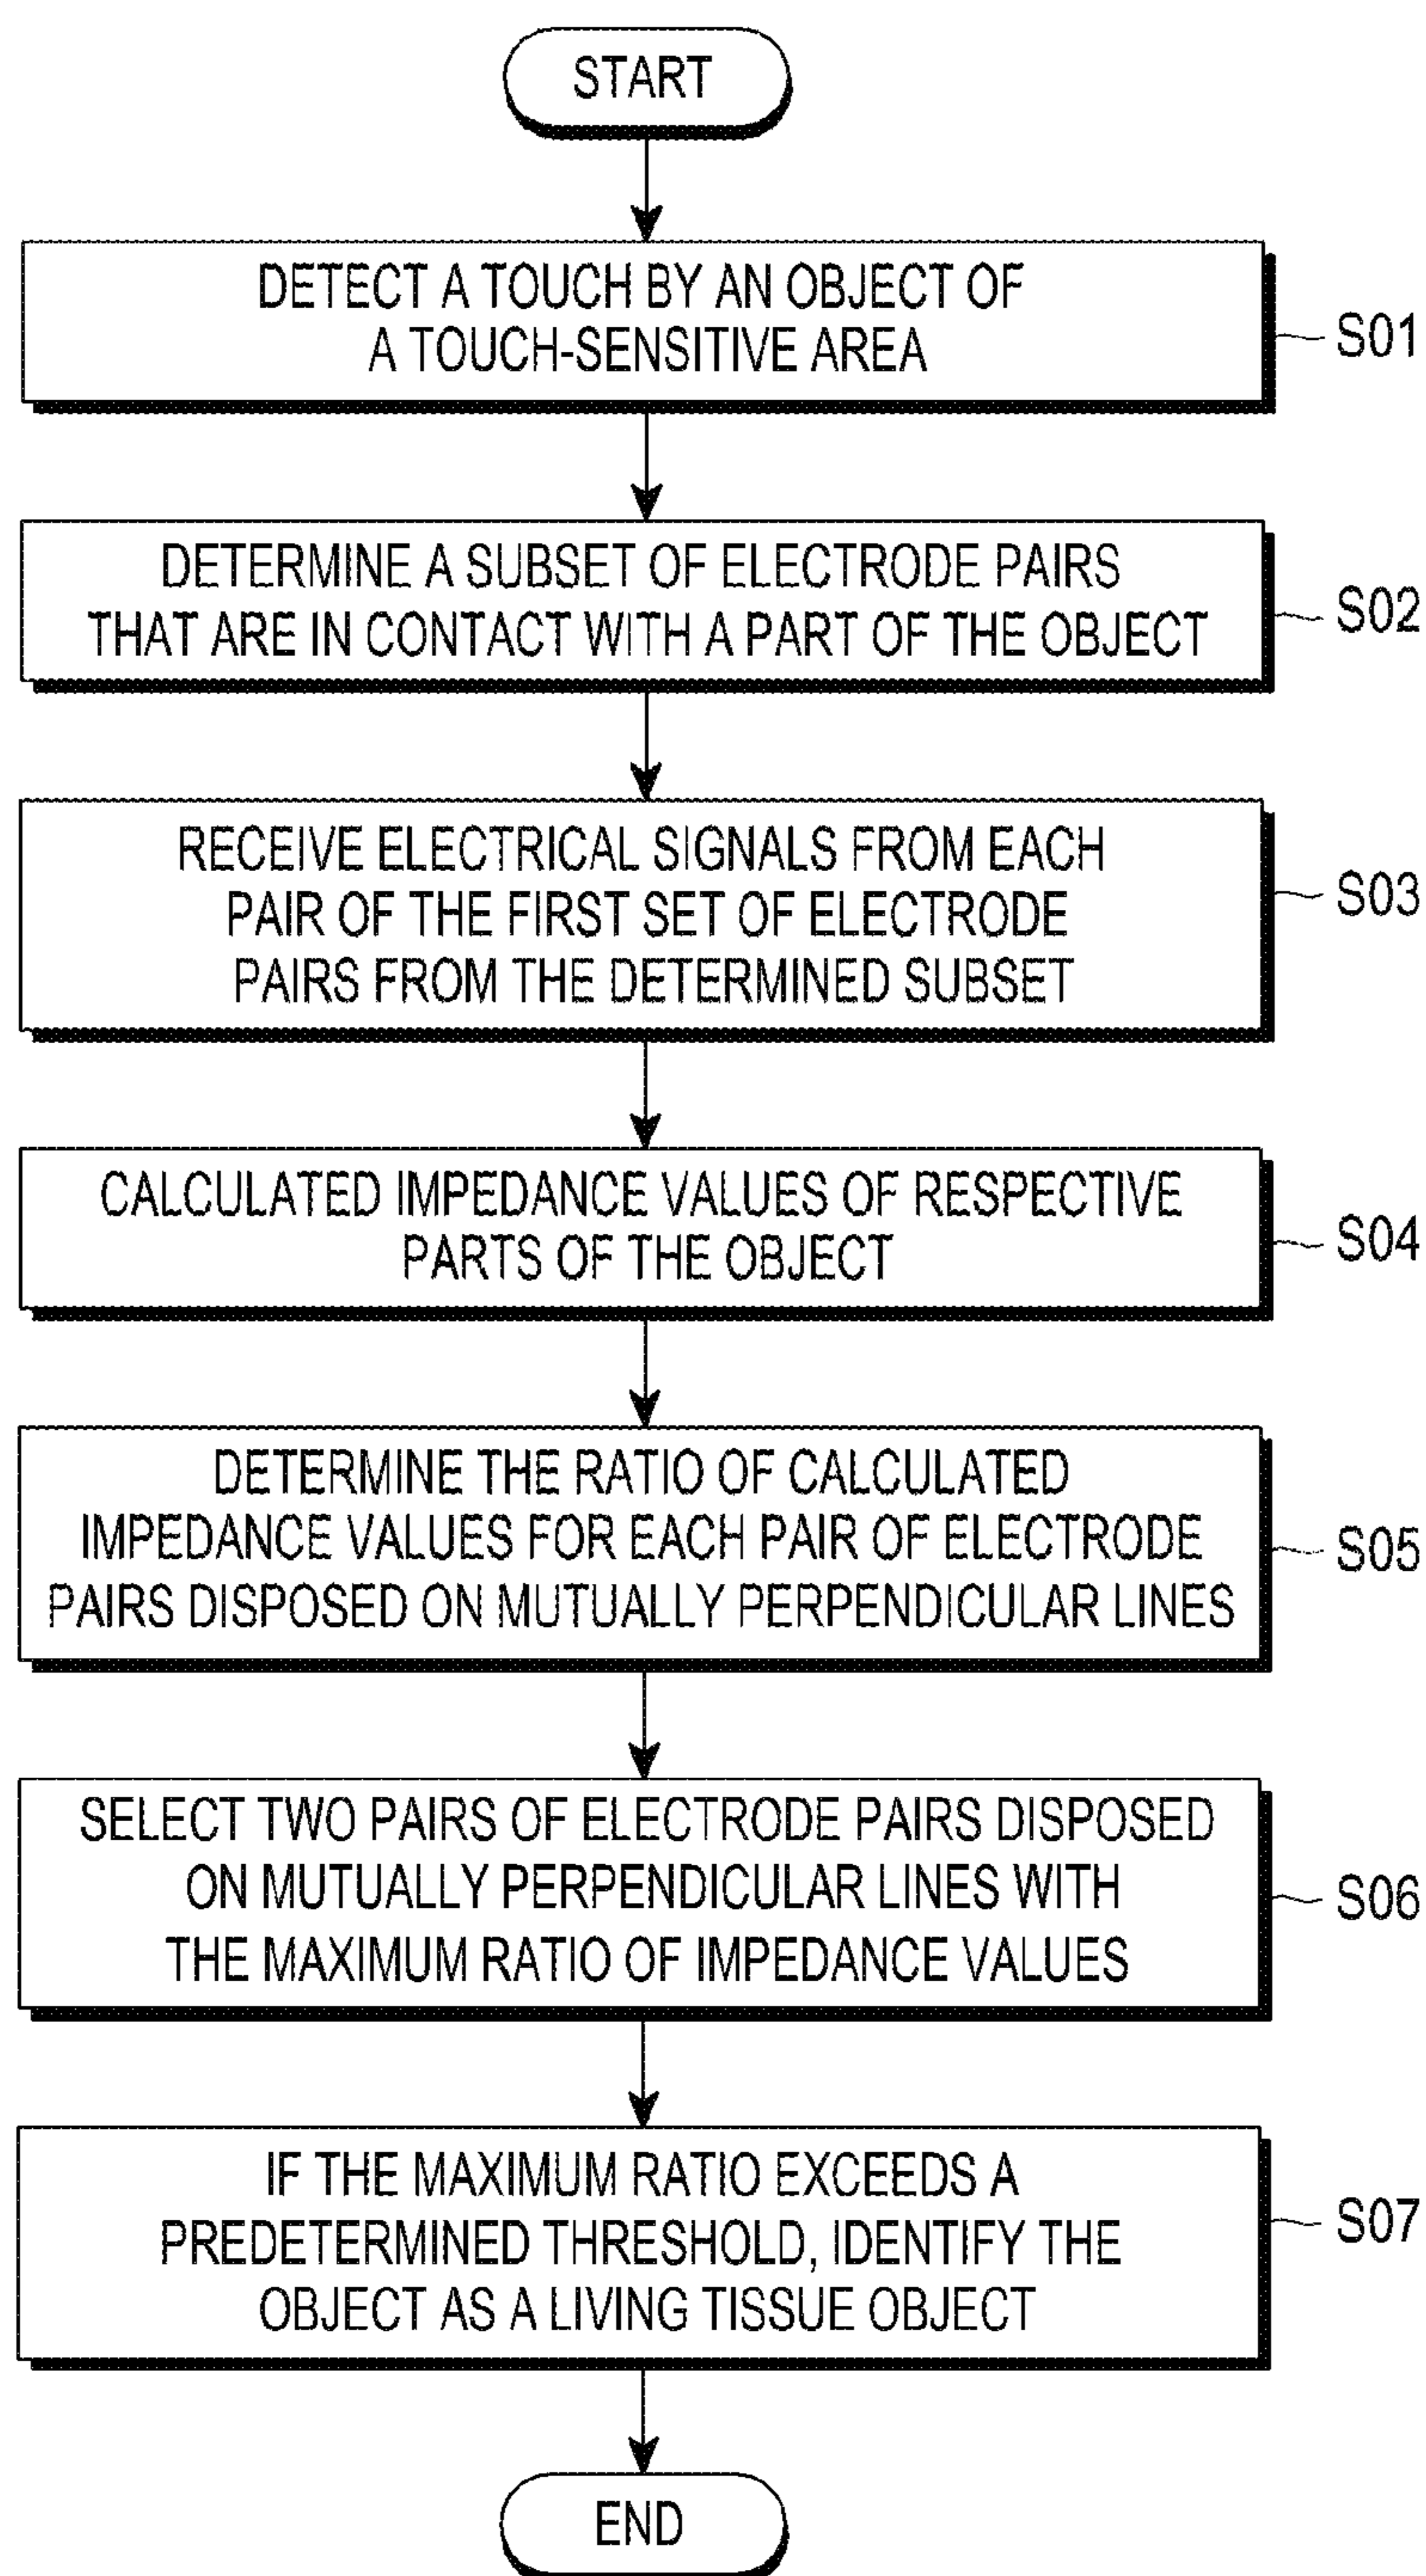 START
DETECT A TOUCH BY AN OBJECT OF
A TOUCH-SENSITIVE AREA
S01
DETERMINE A SUBSET OF ELECTRODE PAIRS
THAT ARE IN CONTACT WITH A PART OF THE OBJECT
S02
RECEIVE ELECTRICAL SIGNALS FROM EACH
PAIR OF THE FIRST SET OF ELECTRODE
PAIRS FROM THE DETERMINED SUBSET
S03
CALCULATED IMPEDANCE VALUES OF RESPECTIVE
PARTS OF THE OBJECT
S04
DETERMINE THE RATIO OF CALCULATED
IMPEDANCE VALUES FOR EACH PAIR OF ELECTRODE
PAIRS DISPOSED ON MUTUALLY PERPENDICULAR LINES
S05
SELECT TWO PAIRS OF ELECTRODE PAIRS DISPOSED
ON MUTUALLY PERPENDICULAR LINES WITH
THE MAXIMUM RATIO OF IMPEDANCE VALUES
S06
IF THE MAXIMUM RATIO EXCEEDS A
PREDETERMINED THRESHOLD, IDENTIFY THE
OBJECT AS A LIVING TISSUE OBJECT
S07
END